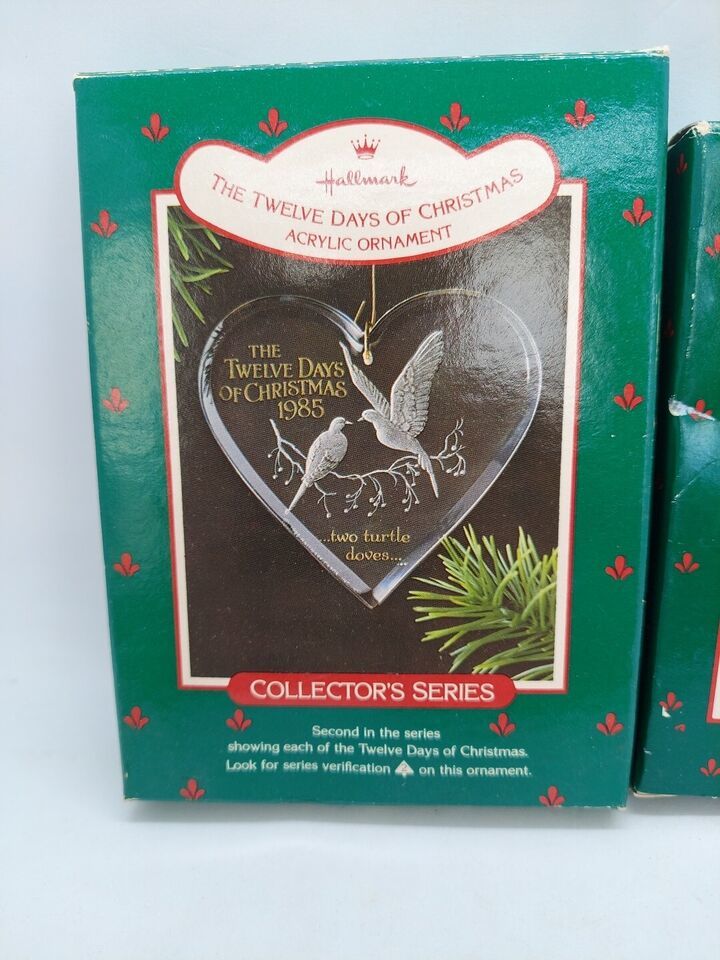 Hallmark
THE TWELVE DAYS OF CHRISTMAS
ACRYLIC ORNAMENT
THE
TWELVE DAYS
OF CHRISTMAS
1985
...two turtle
doves...
COLLECTOR'S SERIES
Second in the series
showing each of the Twelve Days of Christmas.
Look for series verification on this ornament.